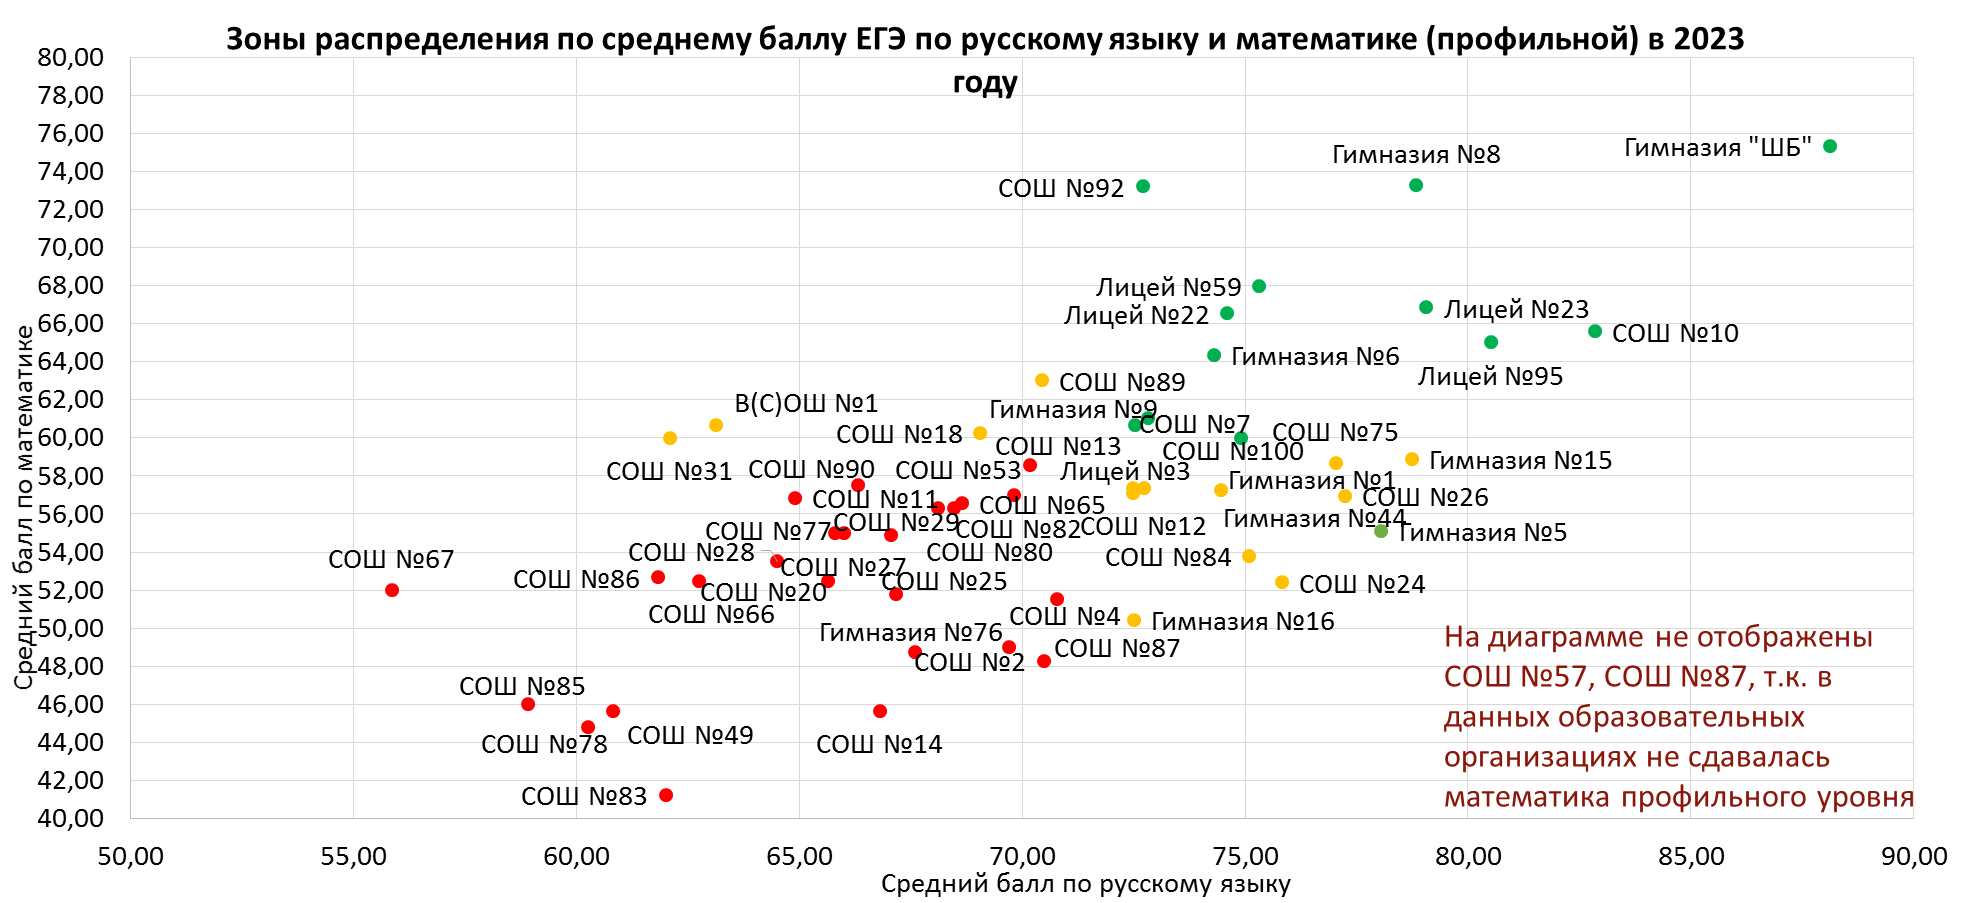 Зоны распределения по среднему баллу ЕГЭ по русскому языку и математике (профильной) в 2023
году
80,00
78,00
76,00
74,00
72,00
70,00
68,00
66,00
64,00
62,00
60,00
58,00
56,00
54,00
52,00
50,00
48,00
46,00
44,00
42,00
40,00
Средний балл по математике
Гимназия "ШБ"
Гимназия №8
СОШ №92
Лицей №59
Лицей №22
Лицей №23
СОШ №10
Гимназия №6
Лицей №95
СОШ №89
В(С)ОШ №1
Гимназия №9
СОШ №7
СОШ №18
СОШ №75
СОШ №13
СОШ №100
Гимназия №15
СОШ №31
СОШ №90
СОШ №53
Лицей №3
Гимназия №1
СОШ №11
СОШ №26
СОШ №65
СОШ №29
СОШ №77
СОШ №82
СОШ №12
Гимназия №44
Гимназия №5
СОШ №28
СОШ №80
СОШ №84
СОШ №67
СОШ №27
СОШ №86
СОШ №25
СОШ №24
СОШ №20
СОШ №66
СОШ №4
Гимназия №16
Гимназия №76
СОШ №87
СОШ №2
СОШ №85
СОШ №49
СОШ №78
СОШ №14
СОШ №83
На диаграмме не отображены
СОШ №57, СОШ №87, т.к. в
данных образовательных
организациях не сдавалась
математика профильного уровня
50,00 55,00 60,00 65,00 70,00 75,00 80,00 85,00 90,00
Средний балл по русскому языку